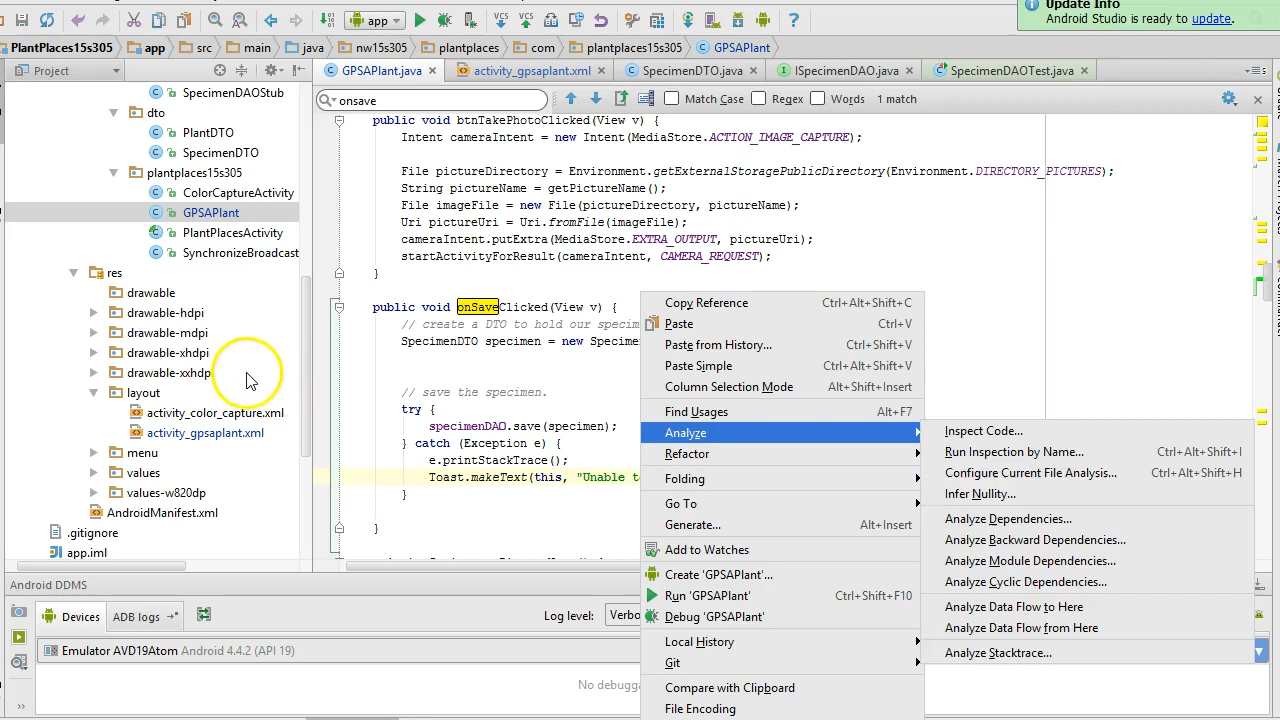 Update Info
Android Studio is ready to update.
app
PlantPlaces15s305
app
src
main
java
nw15s305
plantplaces
com
plantplaces15s305
GPSAPlant
Project
GPSAPlant.java
activity_gpsaplant.xml
SpecimenDTO.java
ISpecimenDAO.java
SpecimenDAOTest.java
onsave
Match Case
Regex
Words
1 match
SpecimenDAOStub
dto
PlantDTO
SpecimenDTO
plantplaces15s305
ColorCaptureActivity
GPSAPlant
PlantPlacesActivity
SynchronizeBroadcast
res
drawable
drawable-hdpi
drawable-mdpi
drawable-xhdpi
drawable-xxhdp
layout
activity_color_capture.xml
activity_gpsaplant.xml
menu
values
values-w820dp
AndroidManifest.xml
.gitignore
app.iml
public void btnTakePhotoClicked(View v) {
Intent cameraIntent = new Intent(MediaStore.ACTION_IMAGE_CAPTURE);
File pictureDirectory = Environment.getExternalStoragePublicDirectory(Environment.DIRECTORY_PICTURES);
String pictureName = getPictureName();
File imageFile = new File(pictureDirectory, pictureName);
Uri pictureUri = Uri.fromFile(imageFile);
cameraIntent.putExtra(MediaStore.EXTRA_OUTPUT, pictureUri);
startActivityForResult(cameraIntent, CAMERA_REQUEST);
}
public void onSaveClicked(View v) {
// create a DTO to hold our specim
SpecimenDTO specimen = new Specimen
// save the specimen.
try {
specimenDAO.save(specimen);
} catch (Exception e) {
e.printStackTrace();
Toast.makeText(this, "Unable t
}
}
Copy Reference Ctrl+Alt+Shift+C
Paste Ctrl+V
Paste from History... Ctrl+Shift+V
Paste Simple Ctrl+Alt+Shift+V
Column Selection Mode Alt+Shift+Insert
Find Usages Alt+F7
Analyze
Refactor
Folding
Go To
Generate... Alt+Insert
Add to Watches
Create 'GPSAPlant'...
Run 'GPSAPlant' Ctrl+Shift+F10
Debug 'GPSAPlant'
Local History
Git
Compare with Clipboard
File Encoding
Inspect Code...
Run Inspection by Name... Ctrl+Alt+Shift+I
Configure Current File Analysis... Ctrl+Alt+Shift+H
Infer Nullity...
Analyze Dependencies...
Analyze Backward Dependencies...
Analyze Module Dependencies...
Analyze Cyclic Dependencies...
Analyze Data Flow to Here
Analyze Data Flow from Here
Analyze Stacktrace...
Android DDMS
Devices
ADB logs
Log level:
Verbo
Emulator AVD19Atom Android 4.4.2 (API 19)
No debugga